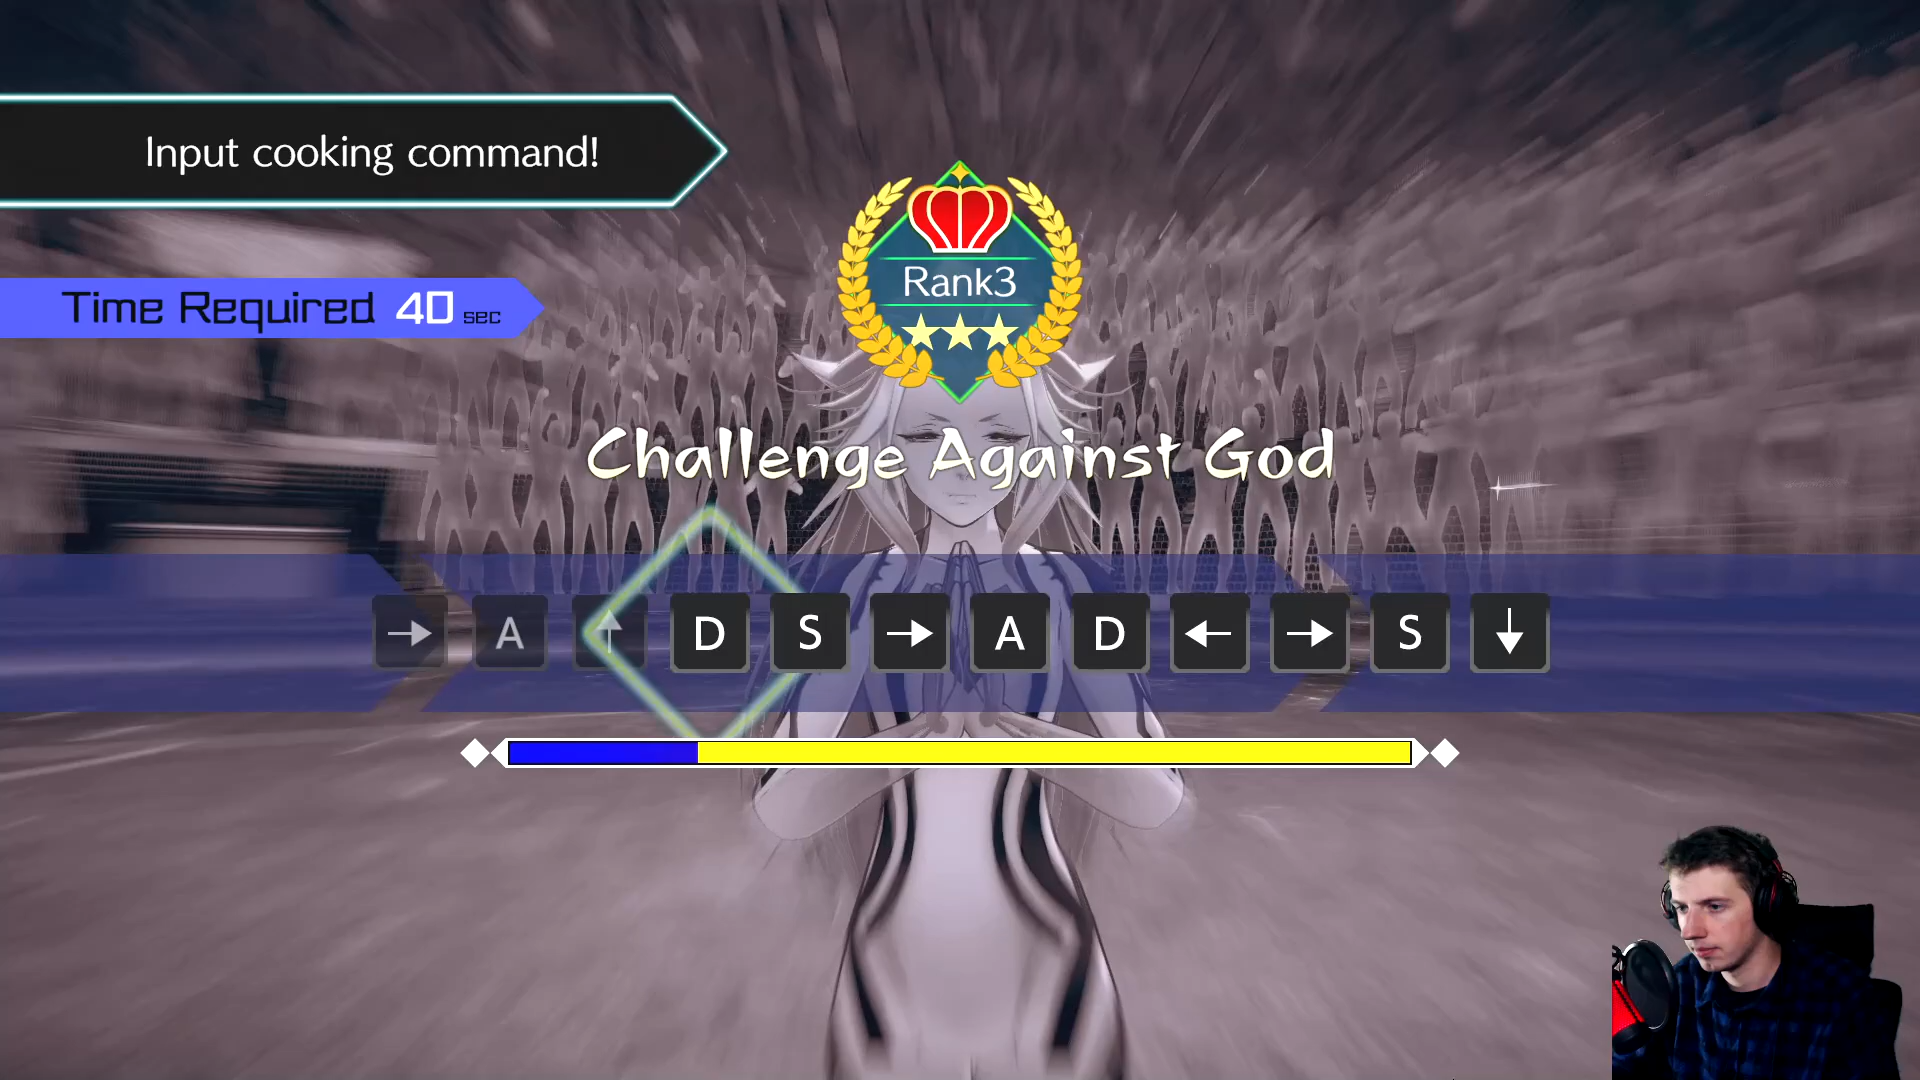 Input cooking command!
Rank3
Time Required 40 sec
Challenge Against God
→ A ↑ D S → A D ← → S ↓